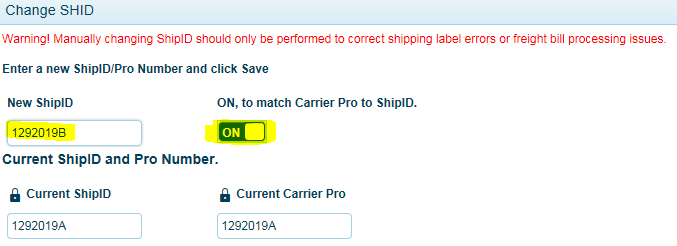 Change SHID
Warning! Manually changing ShipID should only be performed to correct shipping label errors or freight bill processing issues.
Enter a new ShipID/Pro Number and click Save
New ShipID ON, to match Carrier Pro to ShipID.
1292019B ON
Current ShipID and Pro Number.
Current ShipID Current Carrier Pro
1292019A 1292019A